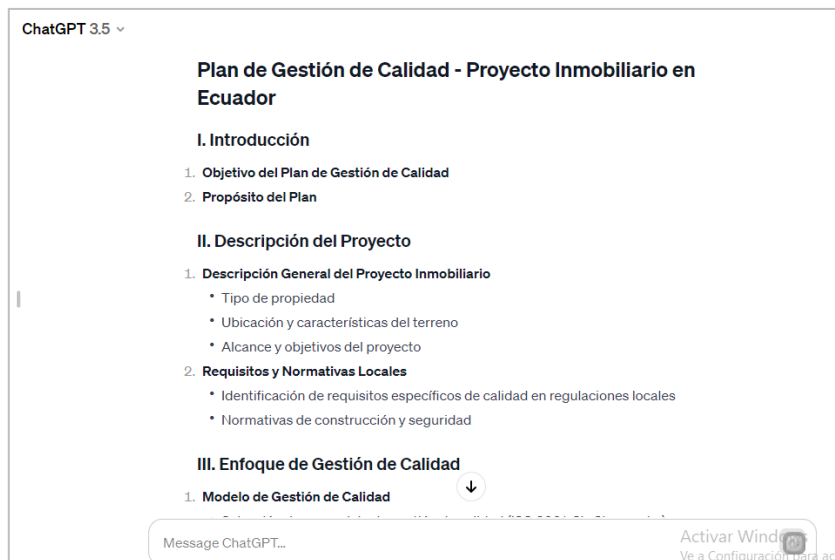 ChatGPT 3.5
Plan de Gestión de Calidad - Proyecto Inmobiliario en
Ecuador
I. Introducción
1. Objetivo del Plan de Gestión de Calidad
2. Propósito del Plan
II. Descripción del Proyecto
1. Descripción General del Proyecto Inmobiliario
• Tipo de propiedad
• Ubicación y características del terreno
• Alcance y objetivos del proyecto
2. Requisitos y Normativas Locales
• Identificación de requisitos específicos de calidad en regulaciones locales
• Normativas de construcción y seguridad
III. Enfoque de Gestión de Calidad
1. Modelo de Gestión de Calidad
Message ChatGPT...
Activar Windows
Ve a Configuración para ac